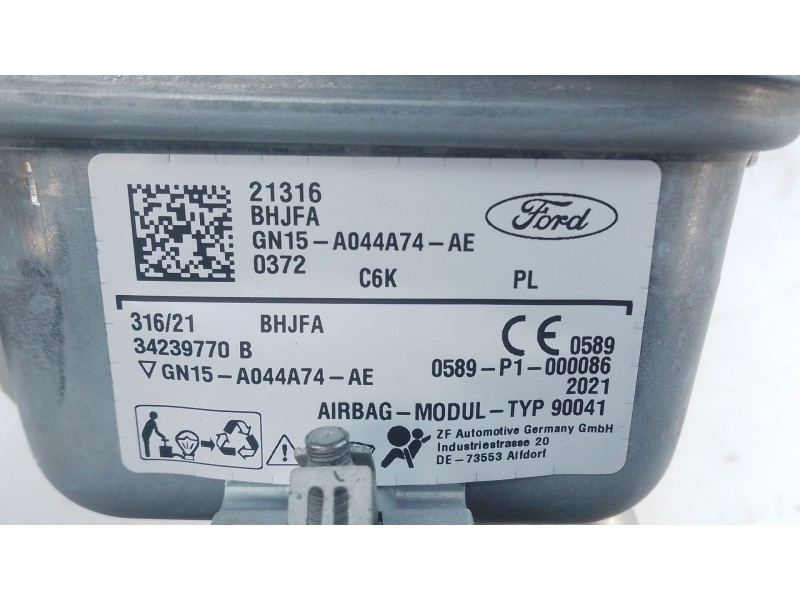 21316
BHJFA
GN15-A044A74-AE
0372 C6K PL
Ford
316/21 BHJFA
34239770 B
GN15-A044A74-AE
CE 0589
0589-P1-000086
2021
AIRBAG-MODUL-TYP 90041
ZF Automotive Germany GmbH
Industriestrasse 20
DE-73553 Alfdorf